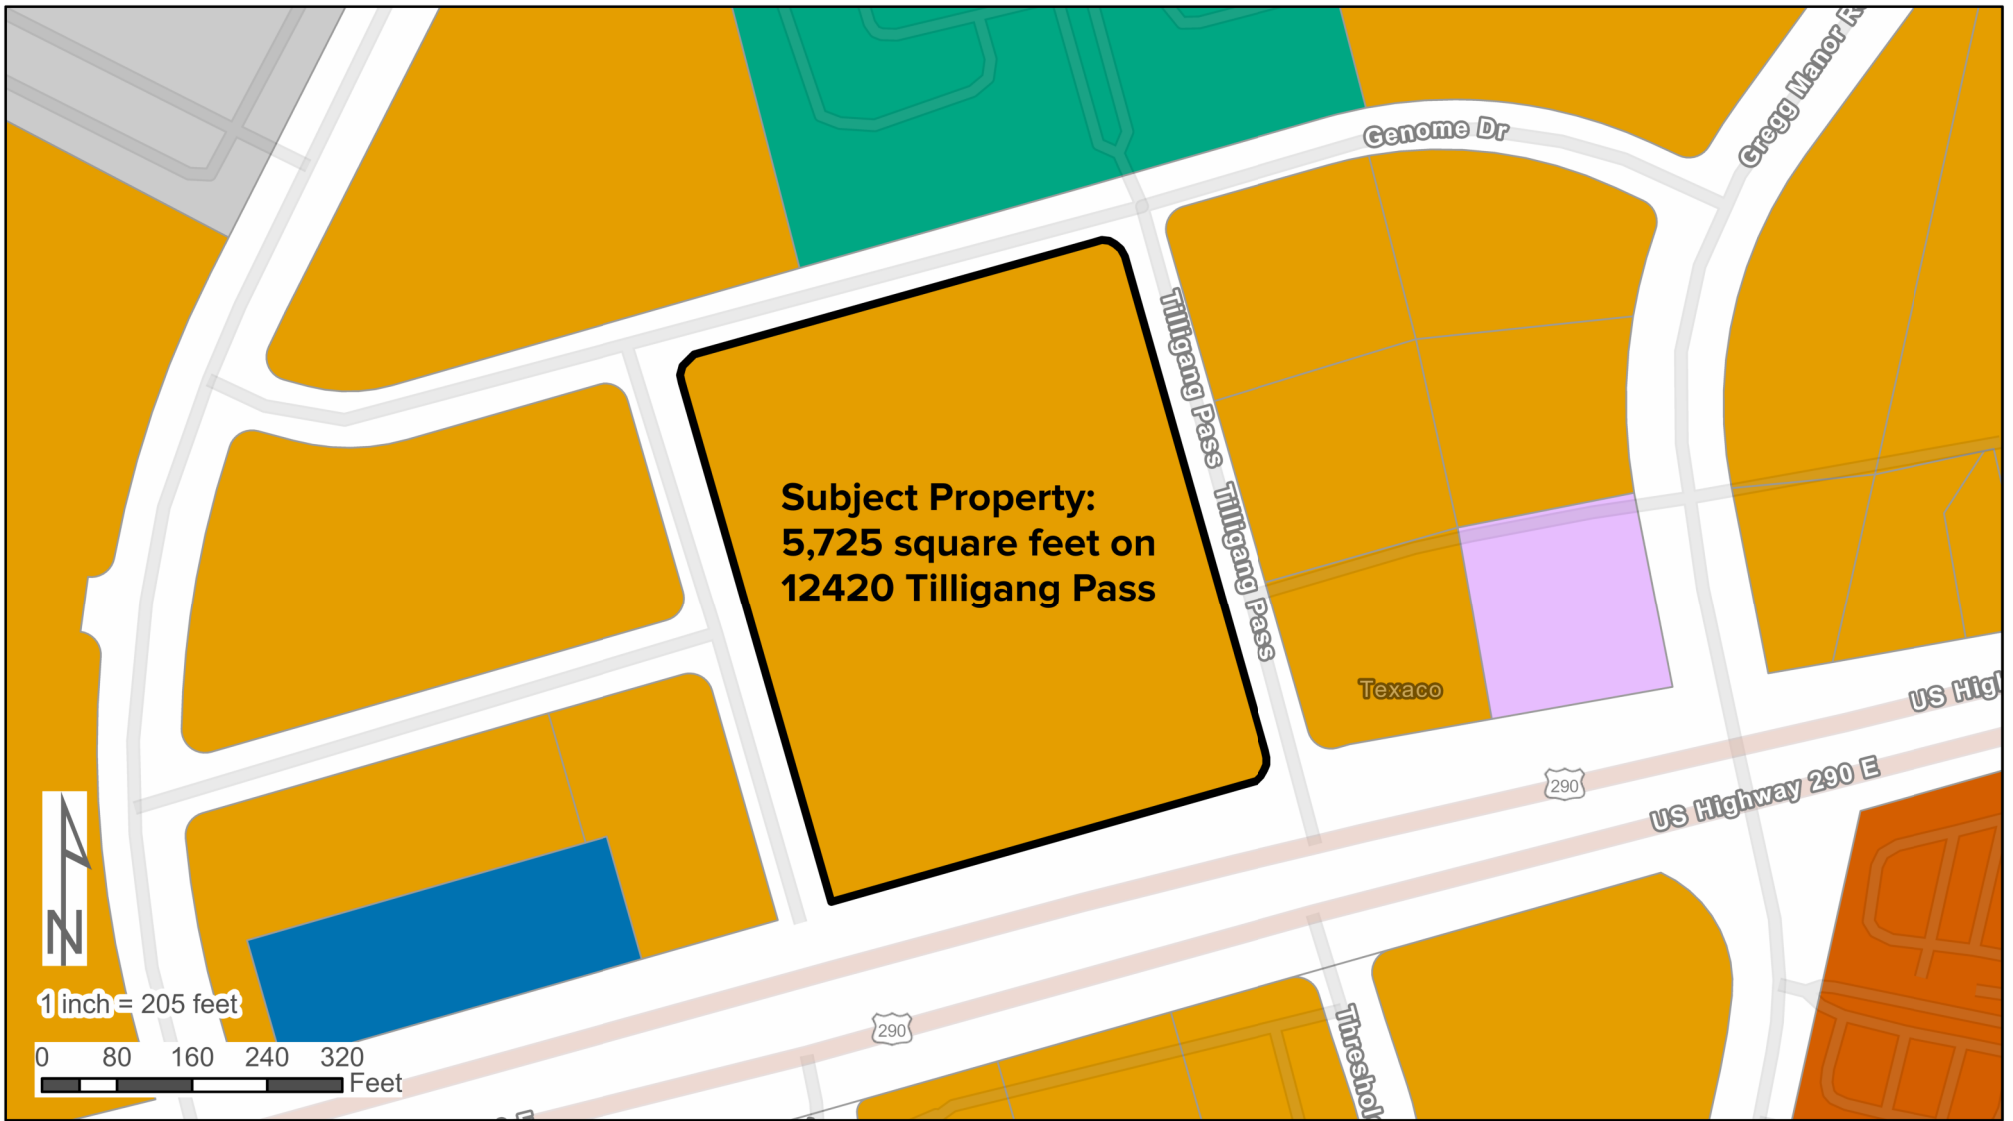 Gregg Manor R
Genome Dr
Tilligang Pass
Tilligang Pass
Subject Property:
5,725 square feet on
12420 Tilligang Pass
Texaco
US High
290
US Highway 290 E
N
1 inch = 205 feet
290
0 80 160 240 320
Feet
Threshol